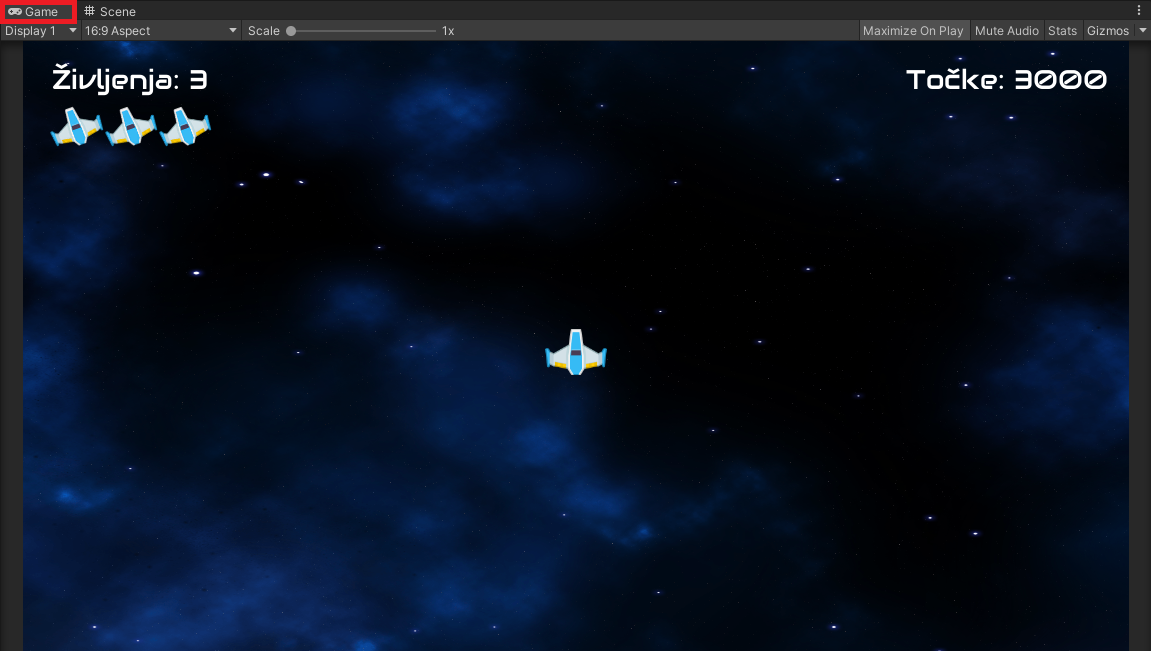 Game Scene
Display 1 16:9 Aspect Scale 1x Maximize On Play Mute Audio Stats Gizmos
Življenja: 3 Točke: 3000